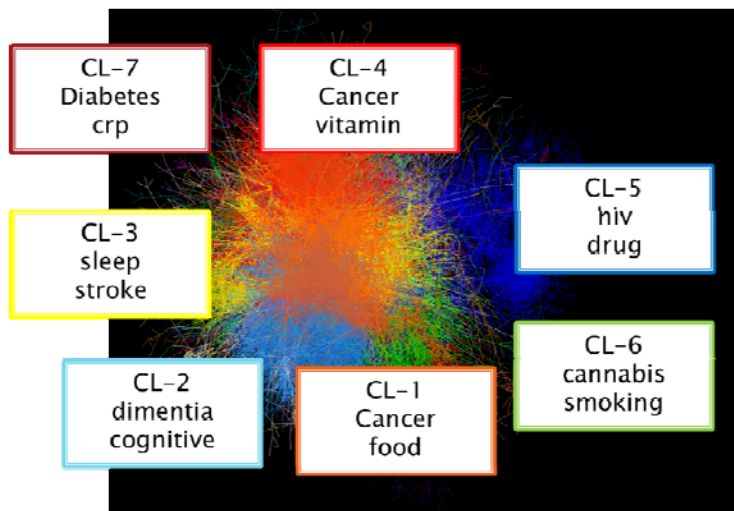 CL-7
Diabetes
crp
CL-4
Cancer
vitamin
CL-5
hiv
drug
CL-3
sleep
stroke
CL-6
cannabis
smoking
CL-2
dimentia
cognitive
CL-1
Cancer
food